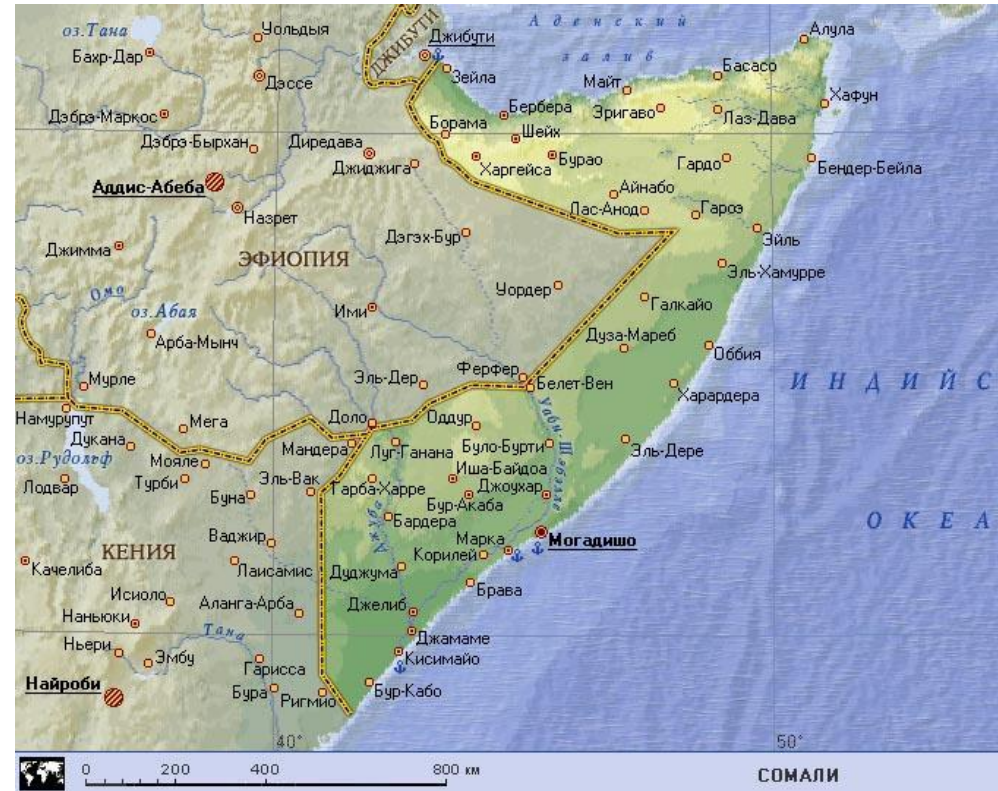 оз.Тана
Уольдыя
ДЖИБУТИ
Джибути
Аденский
залив
Алула
Бахр-Дар
Дэссе
Зейла
Майт
Басасо
Хафун
Дэбрэ-Маркос
Бербера
Эригаво
Лаз-Дава
Борама
Шейх
Дэбрэ-Бырхан
Диредава
Джиджига
Харгейса
Бурао
Гардо
Бендер-Бейла
Аддис-Абеба
Айнабо
Лас-Анод
Гароэ
Назрет
Джимма
Дэгэх-Бур
Эйль
ЭФИОПИЯ
Эль-Хамурре
Омо
Уордер
Галкайо
оз.Абая
Ими
Арба-Мынч
Дуза-Мареб
Оббия
Ферфер
Мурле
Эль-Дер
Белет-Вен
ИНДИЙС
Харардера
Намурупут
Мега
Доло
Оддур
Уаби-Шэбелле
Дукана
Мандера
Луг-Ганана
Було-Бурти
Эль-Дере
оз.Рудольф
Мояле
Иша-Байдоа
Лодвар
Турби
Эль-Вак
Гарба-Харре
Джоухар
Буна
Бур-Акаба
Бардера
Джубба
ОКЕА
Ваджир
Марка
Могадишо
КЕНИЯ
Корилей
Качелиба
Лаисамис
Дуджума
Брава
Исиоло
Аланга-Арба
Джелиб
Наньюки
Тана
Джамаме
Ньери
Эмбу
Гарисса
Кисимайо
Найроби
Бура
Ригмио
Бур-Кабо
40°
50°
0 200 400 800 км
СОМАЛИ